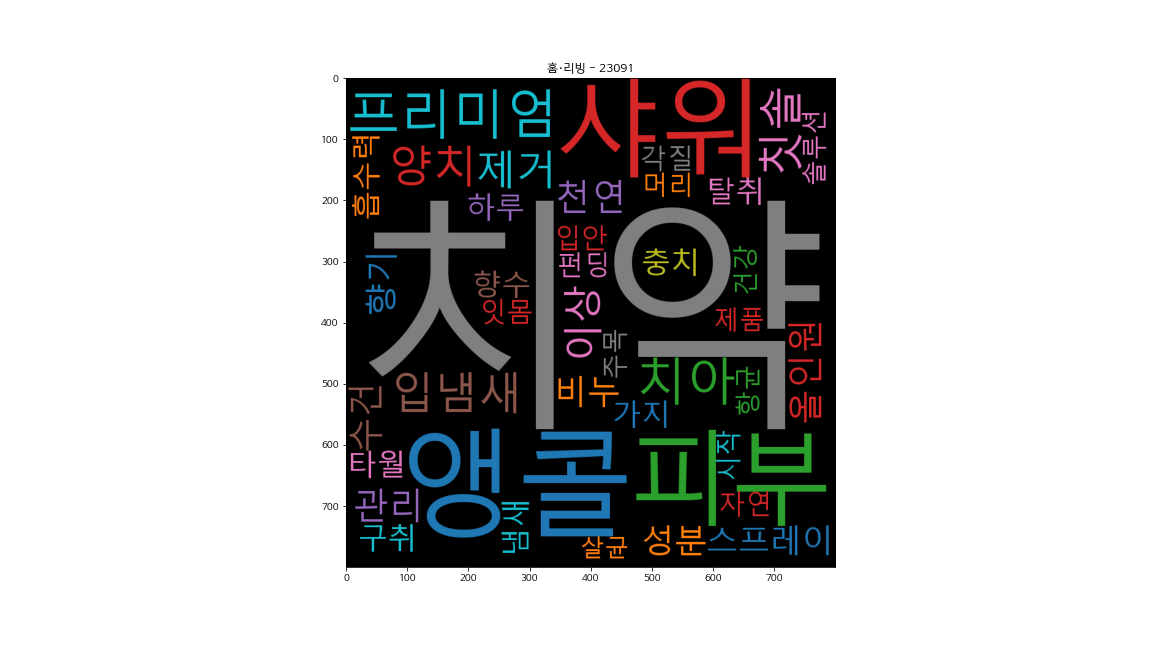 홈·리빙 - 23091
프리미엄
샤워
칫솔
솔루션
흡수력
양치
제거
각질
머리
탈취
하루
천연
치약
입안
펀딩
충치
건강
향기
향수
잇몸
이상
제품
주목
올인원
치아
항균
수건
입냄새
비누
가지
앵콜
피부
시작
타월
관리
자연
구취
냄새
살균
성분
스프레이
0
100
200
300
400
500
600
700
0 100 200 300 400 500 600 700